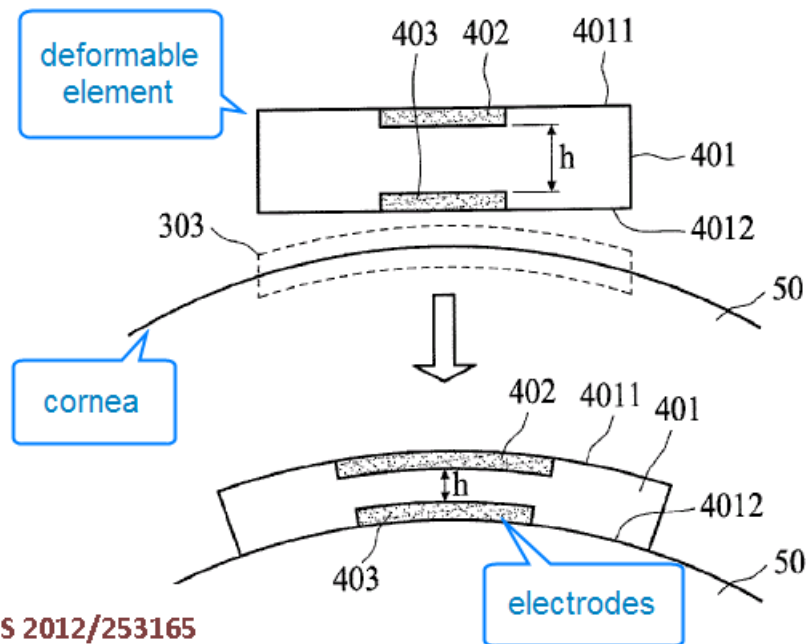 deformable
element
403
402
4011
h
401
303
4012
50
cornea
402
4011
401
h
4012
403
50
electrodes
S 2012/253165